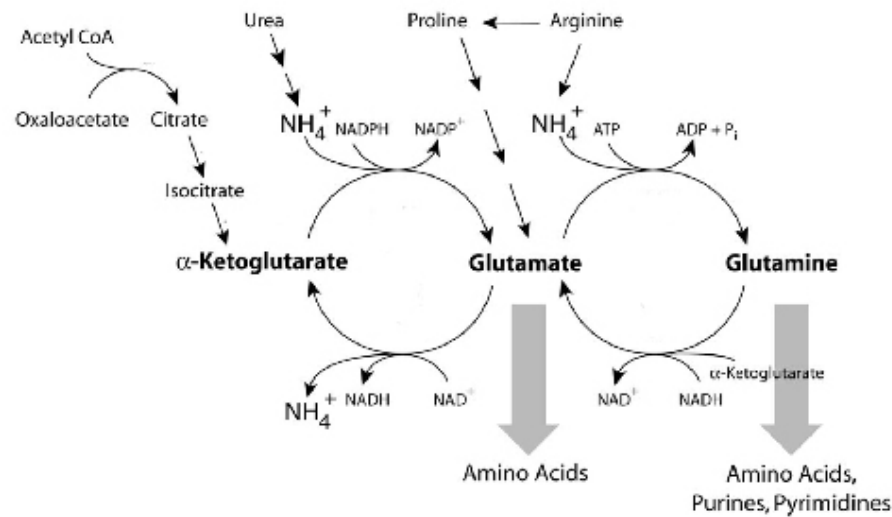 Urea
Proline
Arginine
Acetyl CoA
Oxaloacetate
Citrate
NH₄⁺
NADPH
NADP⁺
NH₄⁺
ATP
ADP + Pᵢ
Isocitrate
α-Ketoglutarate
Glutamate
Glutamine
NH₄⁺
NADH
NAD⁺
NAD⁺
NADH
α-Ketoglutarate
Amino Acids
Amino Acids,
Purines, Pyrimidines